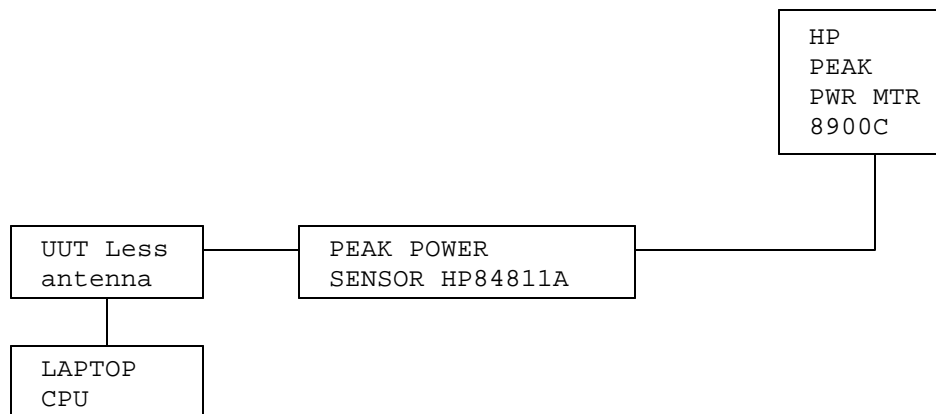 HP
PEAK
PWR MTR
8900C
UUT Less
antenna
PEAK POWER
SENSOR HP84811A
LAPTOP
CPU